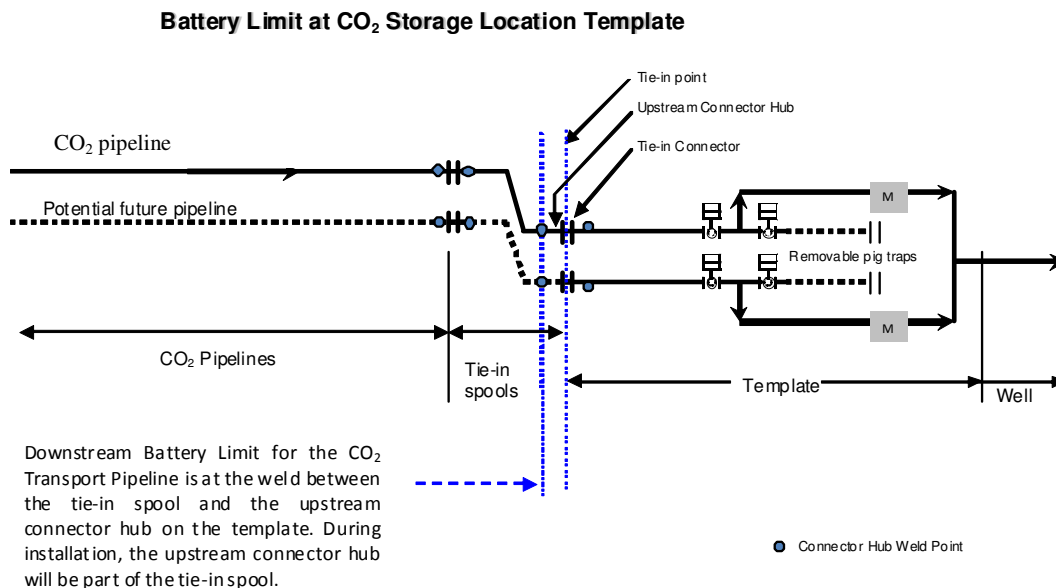 Battery Limit at CO₂ Storage Location Template
Tie-in point
Upstream Connector Hub
CO₂ pipeline
Tie-in Connector
Potential future pipeline
M
Removable pig traps
M
CO₂ Pipelines
Tie-in
spools
Template
Well
Downstream Battery Limit for the CO₂
Transport Pipeline is at the weld between
the tie-in spool and the upstream
connector hub on the template. During
installation, the upstream connector hub
will be part of the tie-in spool.
Connector Hub Weld Point